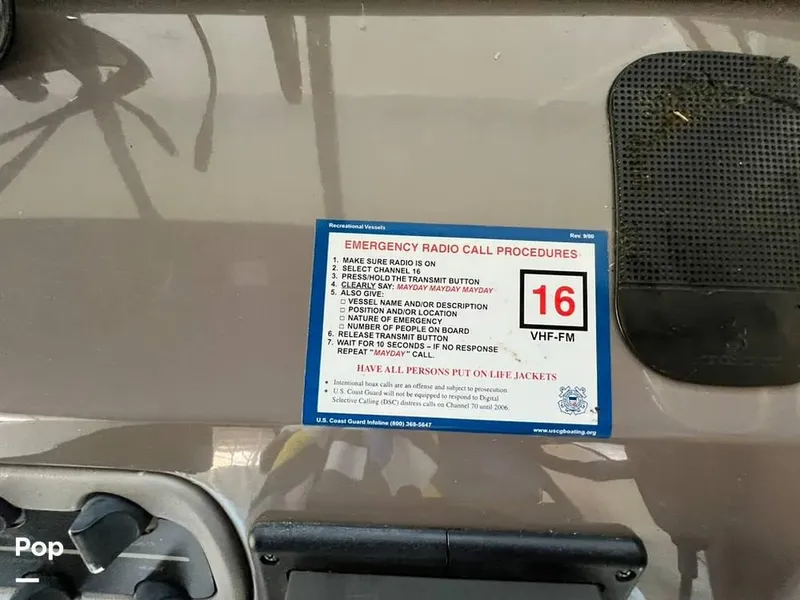 Recreational Vessels
Rev. 9/00
EMERGENCY RADIO CALL PROCEDURES
1. MAKE SURE RADIO IS ON
2. SELECT CHANNEL 16
3. PRESS/HOLD THE TRANSMIT BUTTON
4. CLEARLY SAY: MAYDAY MAYDAY MAYDAY
5. ALSO GIVE:
□ VESSEL NAME AND/OR DESCRIPTION
□ POSITION AND/OR LOCATION
□ NATURE OF EMERGENCY
□ NUMBER OF PEOPLE ON BOARD
6. RELEASE TRANSMIT BUTTON
7. WAIT FOR 10 SECONDS – IF NO RESPONSE
REPEAT "MAYDAY" CALL.
16
VHF-FM
HAVE ALL PERSONS PUT ON LIFE JACKETS
• Intentional hoax calls are an offense and subject to prosecution
• U.S. Coast Guard will not be equipped to respond to Digital
Selective Calling (DSC) distress calls on Channel 70 until 2006.
U.S. Coast Guard Infoline (800) 368-5647
www.uscgboating.org
Pop